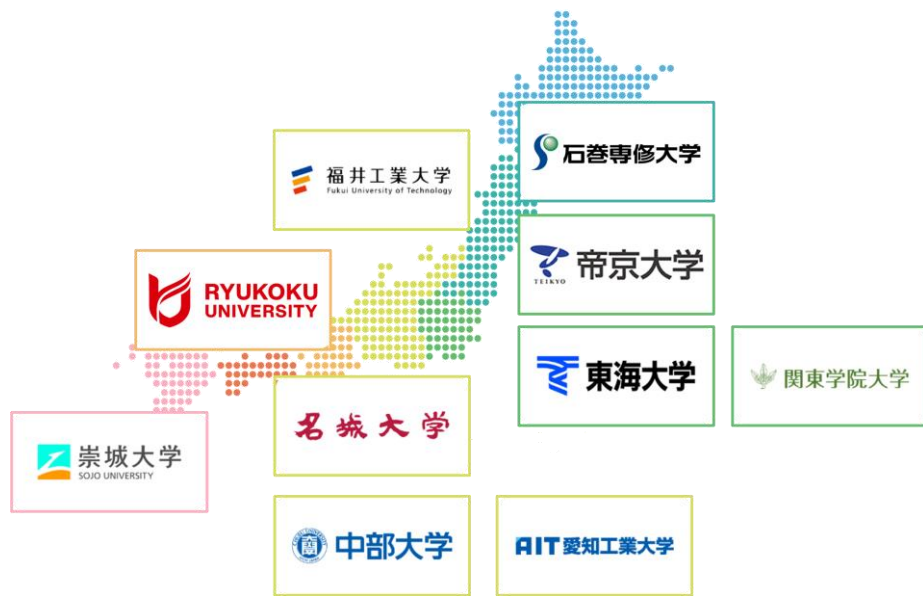 石巻専修大学
福井工業大学
Fukui University of Technology
帝京大学
TEIKYO
RYUKOKU
UNIVERSITY
東海大学
関東学院大学
名城大学
崇城大学
SOJO UNIVERSITY
中部大学
AIT愛知工業大学